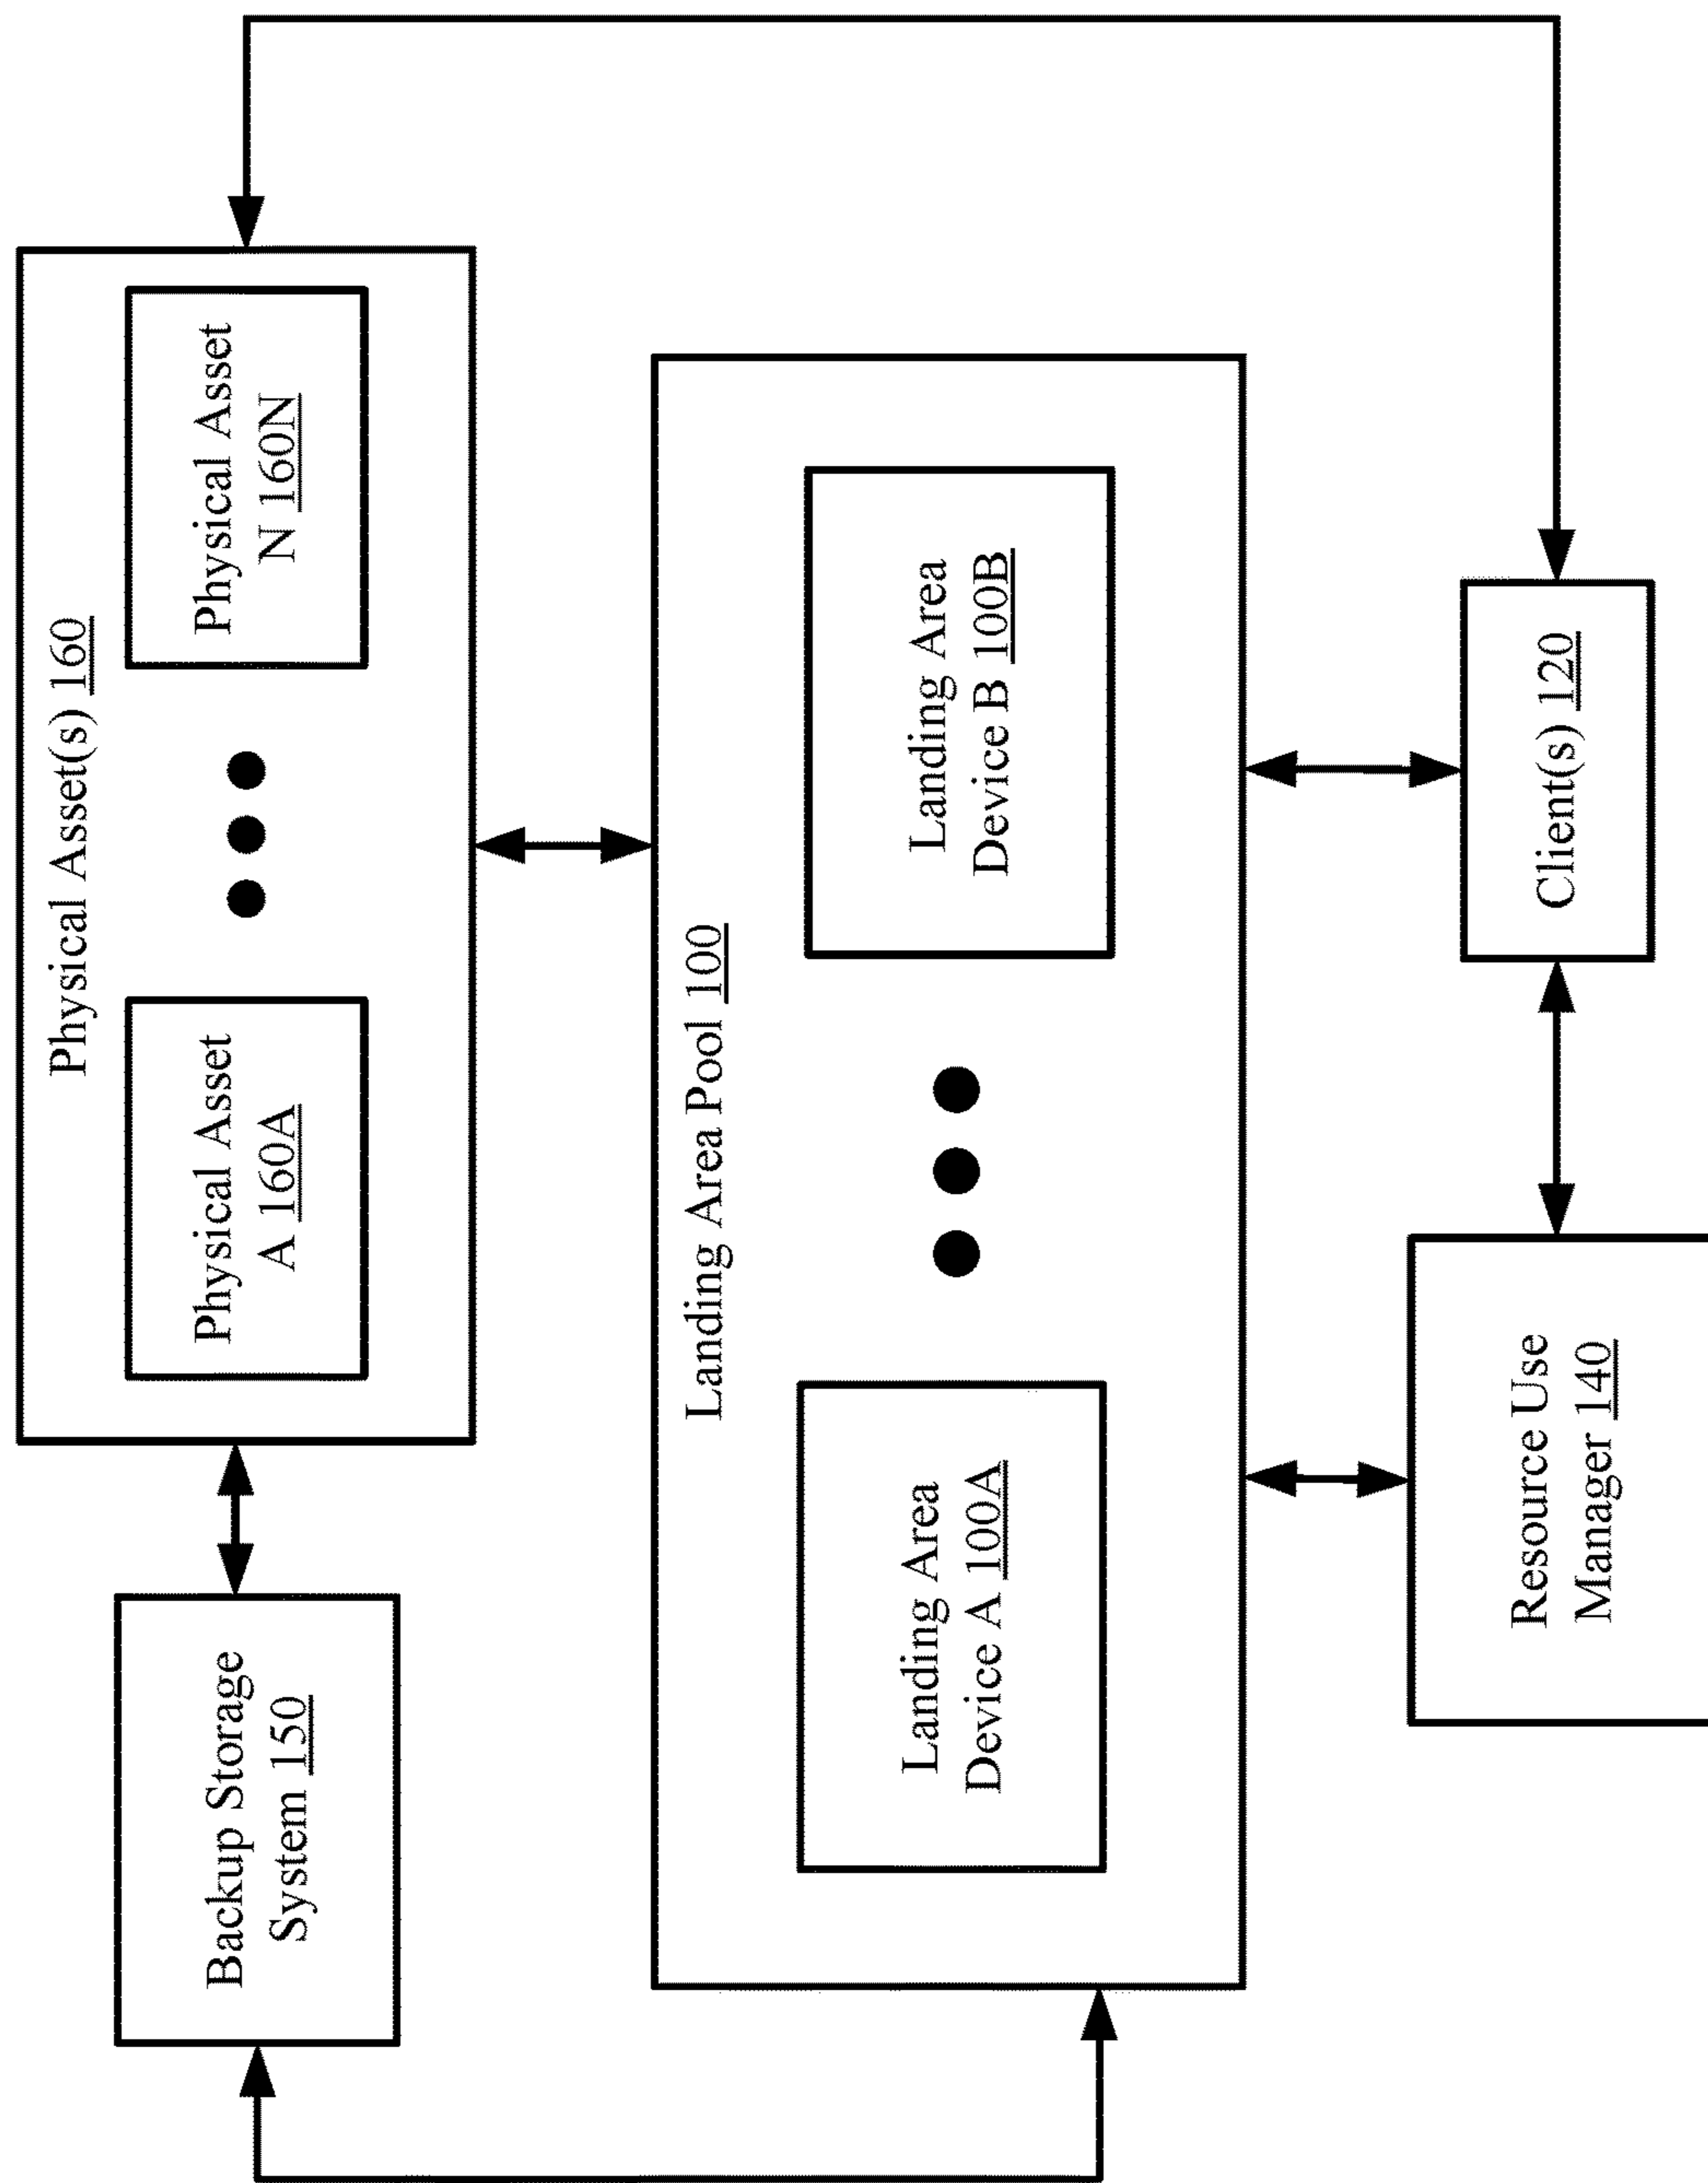 Physical Asset(s) 160
Physical Asset
A 160A
Physical Asset
N 160N
Backup Storage
System 150
Landing Area Pool 100
Landing Area
Device A 100A
Landing Area
Device B 100B
Resource Use
Manager 140
Client(s) 120